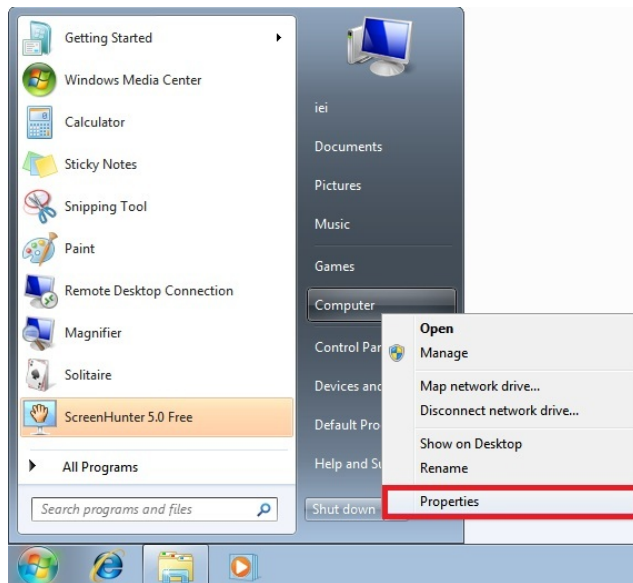 Getting Started
Windows Media Center
Calculator
Sticky Notes
Snipping Tool
Paint
Remote Desktop Connection
Magnifier
Solitaire
ScreenHunter 5.0 Free
All Programs
Search programs and files
iei
Documents
Pictures
Music
Games
Computer
Control Par
Devices and
Default Pro
Help and Su
Shut down
Open
Manage
Map network drive...
Disconnect network drive...
Show on Desktop
Rename
Properties